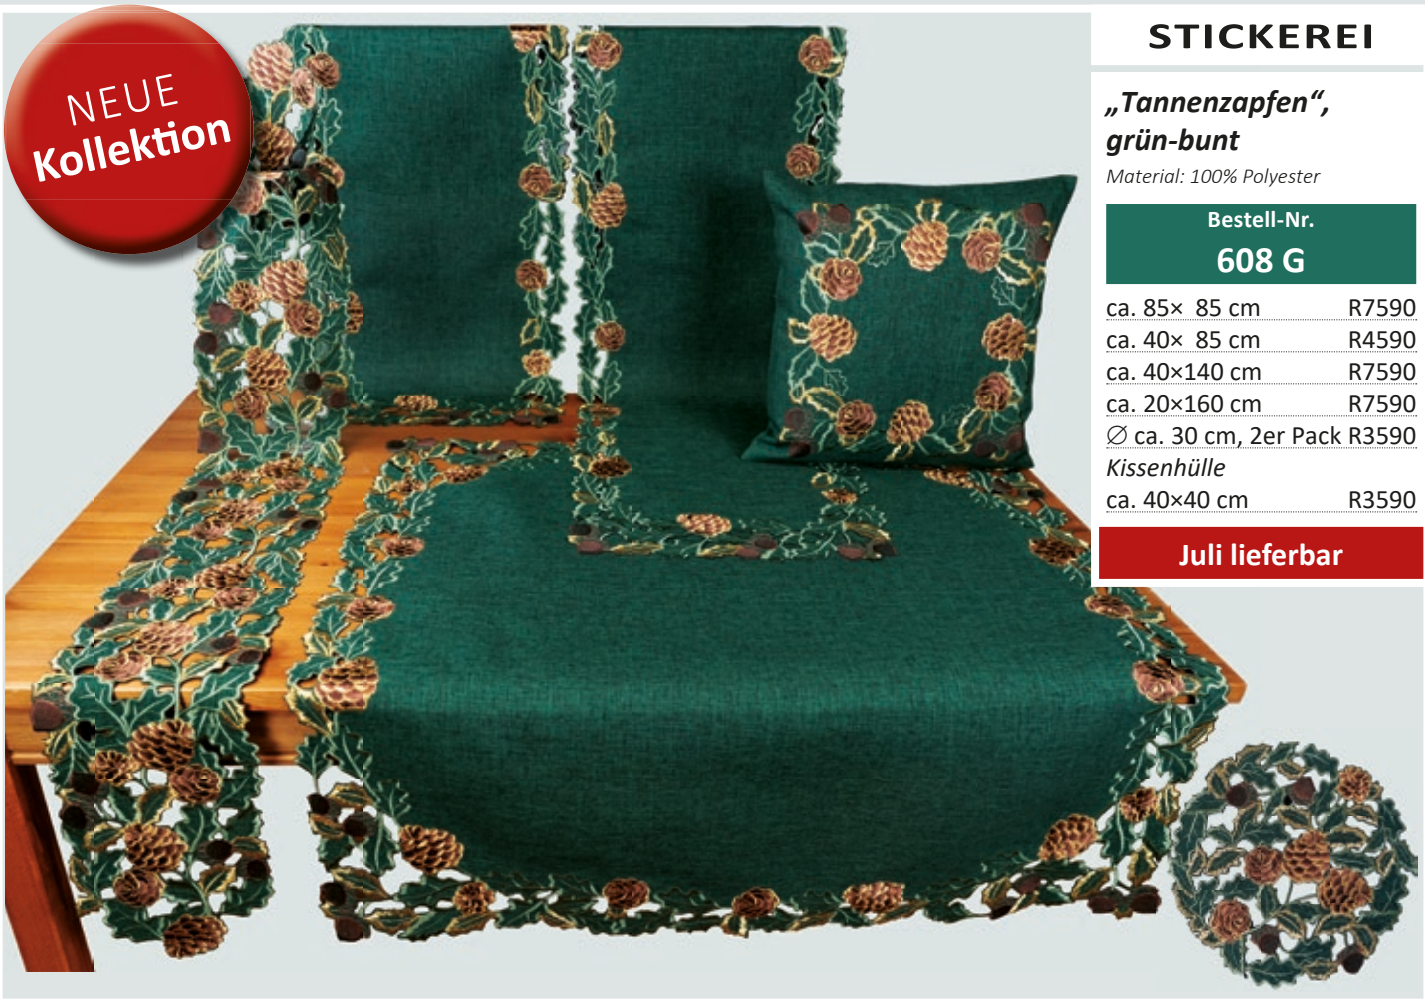 NEUE
Kollektion
STICKEREI
„Tannenzapfen“,
grün-bunt
Material: 100% Polyester
Bestell-Nr.
608 G
ca. 85× 85 cm R7590
ca. 40× 85 cm R4590
ca. 40×140 cm R7590
ca. 20×160 cm R7590
∅ ca. 30 cm, 2er Pack R3590
Kissenhülle
ca. 40×40 cm R3590
Juli lieferbar